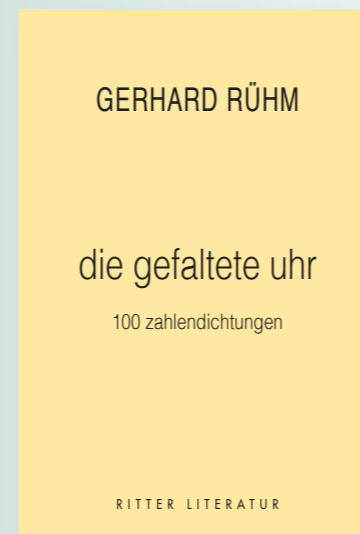 GERHARD RÜHM
die gefaltete uhr
100 zahlendichtungen
RITTER LITERATUR